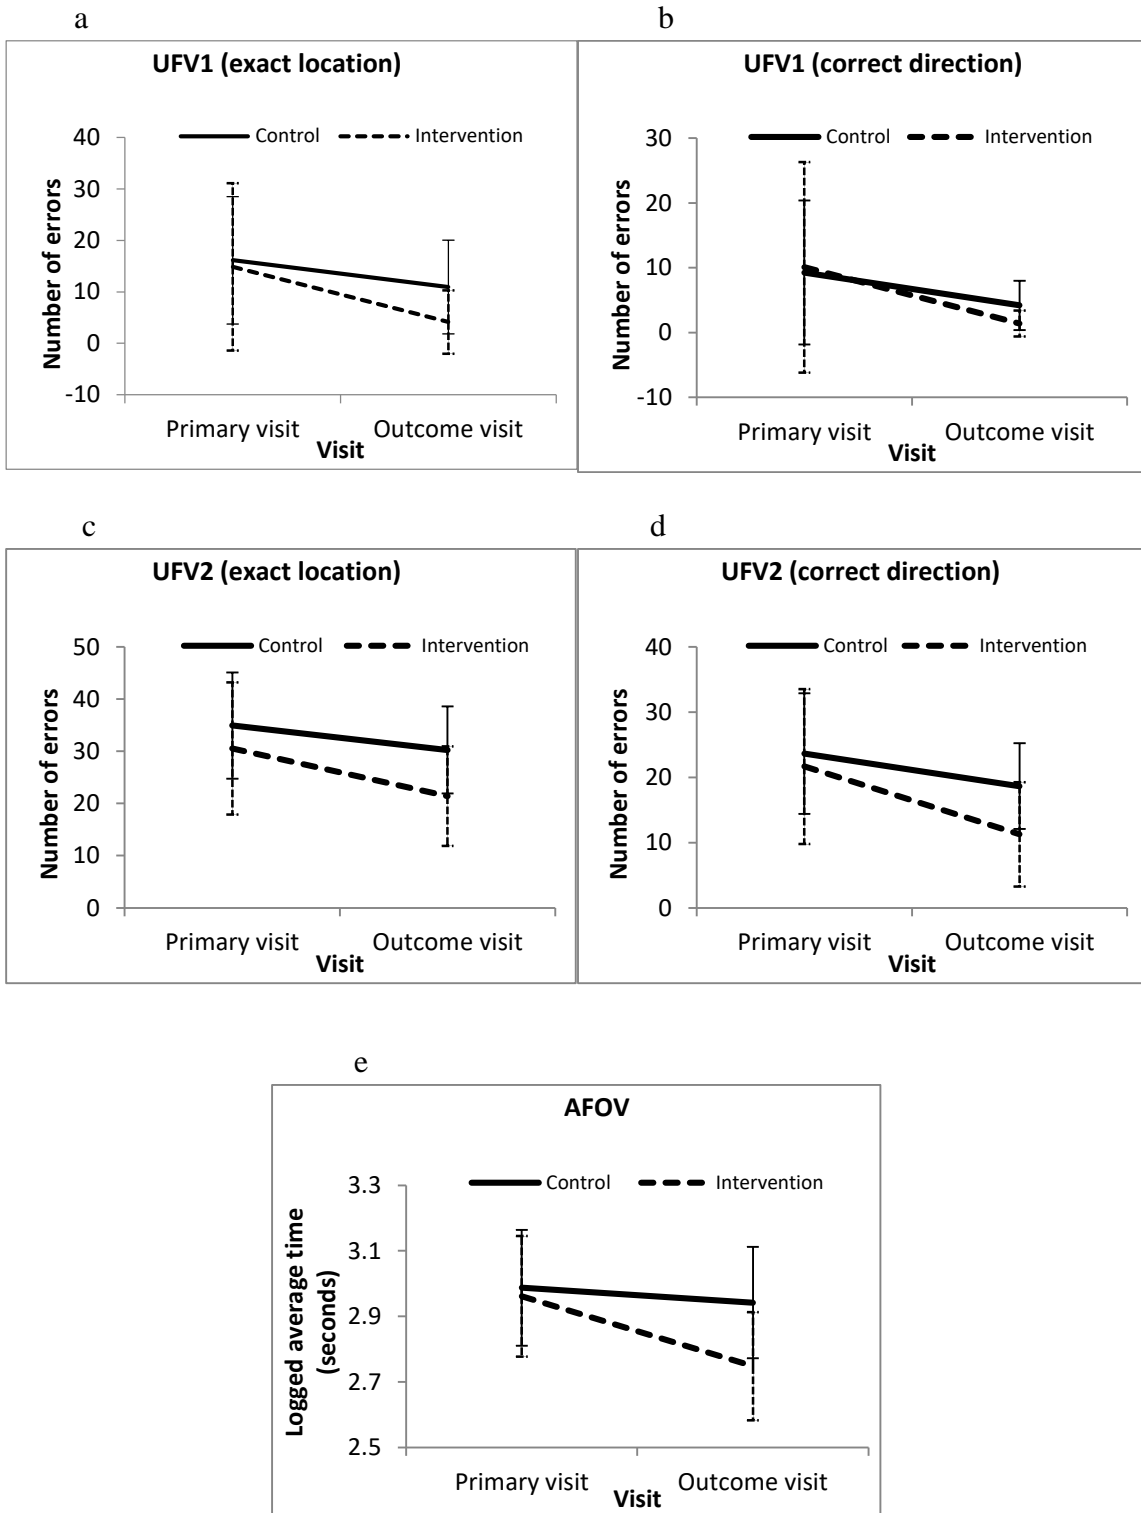 a
UFV1 (exact location)
Control Intervention
Number of errors
40
30
20
10
0
-10
Primary visit Outcome visit
Visit
b
UFV1 (correct direction)
Control Intervention
Number of errors
30
20
10
0
-10
Primary visit Outcome visit
Visit
c
UFV2 (exact location)
Control Intervention
Number of errors
50
40
30
20
10
0
Primary visit Outcome visit
Visit
d
UFV2 (correct direction)
Control Intervention
Number of errors
40
30
20
10
0
Primary visit Outcome visit
Visit
e
AFOV
Control Intervention
Logged average time
(seconds)
3.3
3.1
2.9
2.7
2.5
Primary visit Outcome visit
Visit